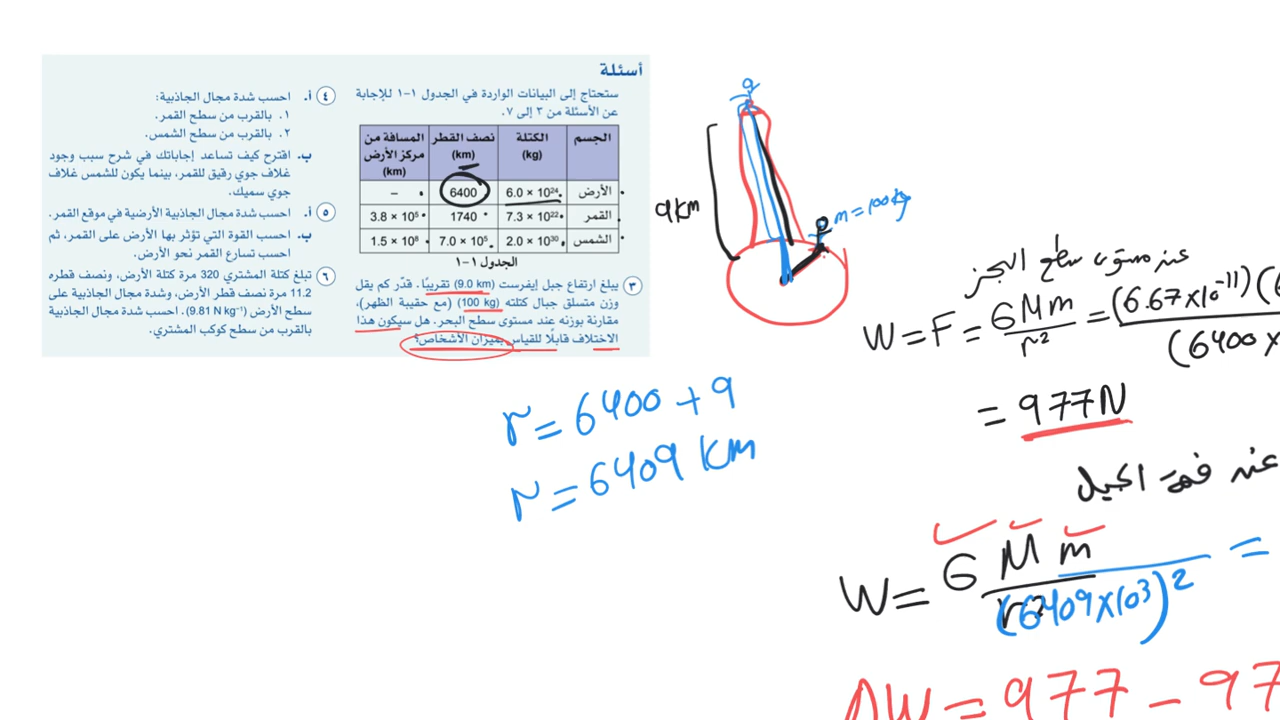 أسئلة
ستحتاج إلى البيانات الواردة في الجدول ١-١ للإجابة
عن الأسئلة من ٣ إلى ٧.
الجسم | الكتلة (kg) | نصف القطر (km) | المسافة من مركز الأرض (km)
الأرض | 6.0 × 10²⁴ | 6400 | –
القمر | 7.3 × 10²² | 1740 | 3.8 × 10⁵
الشمس | 2.0 × 10³⁰ | 7.0 × 10⁵ | 1.5 × 10⁸
الجدول ١-١
٣ يبلغ ارتفاع جبل إيفرست (9.0 km) تقريبًا. قدّر كم يقل
وزن متسلق جبال كتلته (100 kg) (مع حقيبة الظهر)،
مقارنة بوزنه عند مستوى سطح البحر. هل سيكون هذا
الاختلاف قابلًا للقياس بميزان الأشخاص؟
٤ أ. احسب شدة مجال الجاذبية:
١. بالقرب من سطح القمر.
٢. بالقرب من سطح الشمس.
ب. اقترح كيف تساعد إجاباتك في شرح سبب وجود
غلاف جوي رقيق للقمر، بينما يكون للشمس غلاف
جوي سميك.
٥ أ. احسب شدة مجال الجاذبية الأرضية في موقع القمر.
ب. احسب القوة التي تؤثر بها الأرض على القمر، ثم
احسب تسارع القمر نحو الأرض.
٦ تبلغ كتلة المشتري 320 مرة كتلة الأرض، ونصف قطره
11.2 مرة نصف قطر الأرض، وشدة مجال الجاذبية على
سطح الأرض (9.81 N kg⁻¹). احسب شدة مجال الجاذبية
بالقرب من سطح كوكب المشتري.
9 km
m = 100 kg
r = 6400 + 9
r = 6409 km
عند مستوى سطح البحر
W = F = GMm/r² = (6.67×10⁻¹¹)(6 / (6400 ×
= 977N
عند قمة الجبل
W = G M m / r² (6409×10³)² =
ΔW = 977 – 97